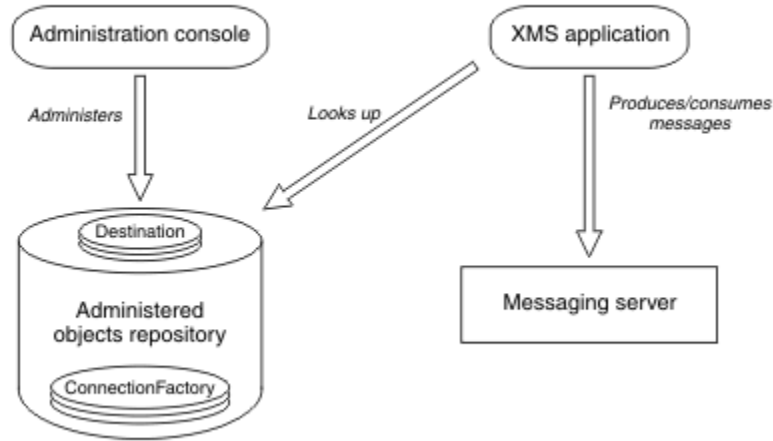 Administration console
XMS application
Administers
Looks up
Produces/consumes
messages
Destination
Administered
objects repository
ConnectionFactory
Messaging server